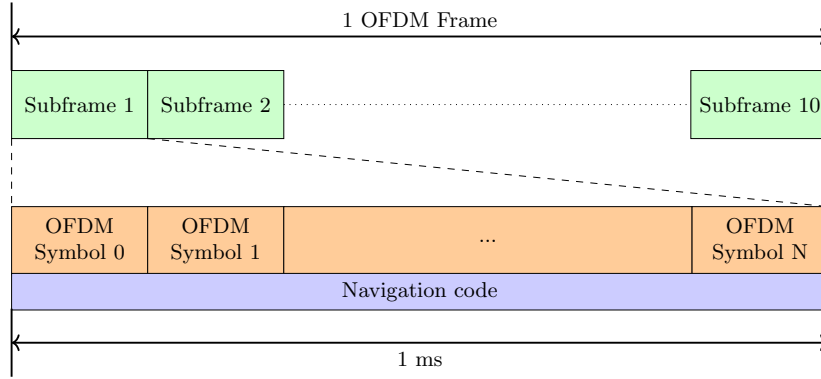 1 OFDM Frame
Subframe 1 Subframe 2 Subframe 10
OFDM OFDM OFDM
Symbol 0 Symbol 1 ... Symbol N
Navigation code
1 ms